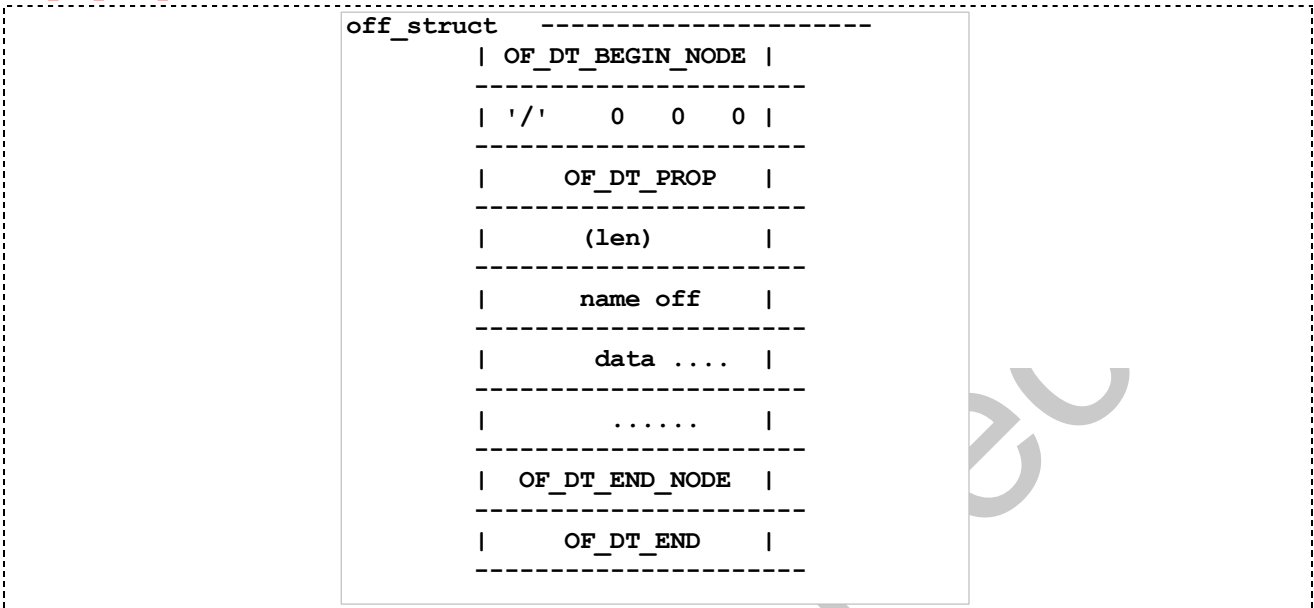 off_struct ----------------------
| OF_DT_BEGIN_NODE |
----------------------
| '/' 0 0 0 |
----------------------
| OF_DT_PROP |
----------------------
| (len) |
----------------------
| name off |
----------------------
| data .... |
----------------------
| ...... |
----------------------
| OF_DT_END_NODE |
----------------------
| OF_DT_END |
----------------------